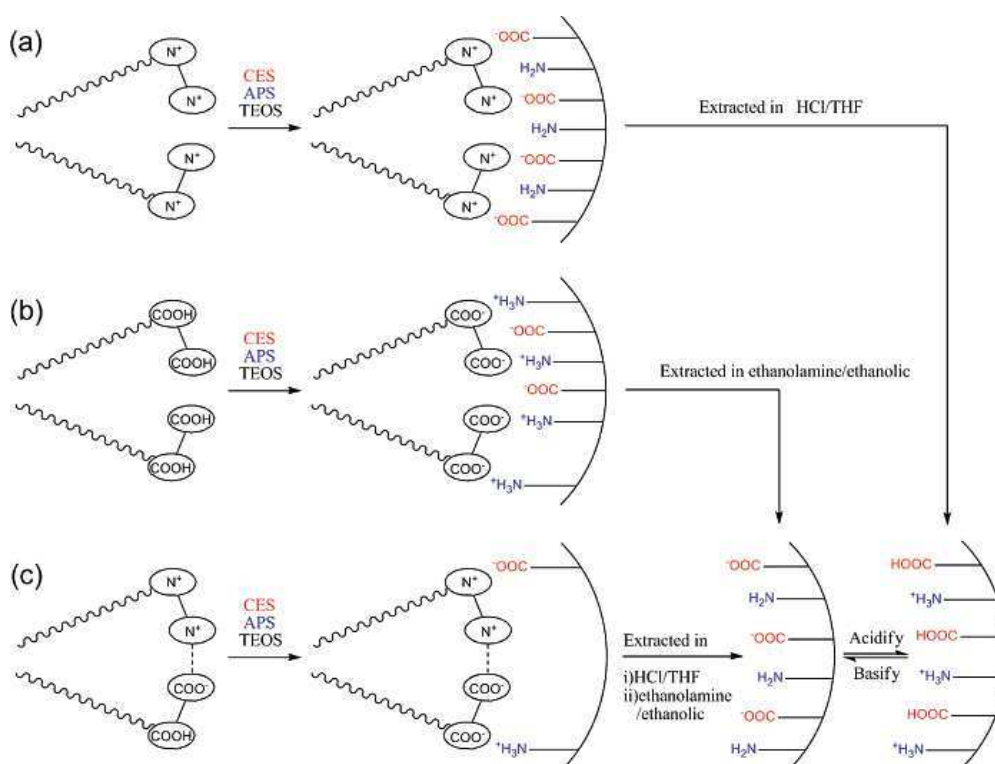 (a)
N⁺
N⁺
N⁺
N⁺
CES
APS
TEOS
N⁺
N⁺
N⁺
N⁺
⁻OOC
H₂N
⁻OOC
H₂N
⁻OOC
H₂N
⁻OOC
Extracted in HCl/THF
(b)
COOH
COOH
COOH
COOH
CES
APS
TEOS
COO⁻
COO⁻
COO⁻
COO⁻
⁺H₃N
⁻OOC
⁺H₃N
⁻OOC
⁺H₃N
⁺H₃N
Extracted in ethanolamine/ethanolic
(c)
N⁺
N⁺
COO⁻
COOH
CES
APS
TEOS
N⁺
N⁺
COO⁻
COO⁻
⁻OOC
⁺H₃N
Extracted in
i)HCl/THF
ii)ethanolamine
/ethanolic
⁻OOC
H₂N
⁻OOC
H₂N
⁻OOC
H₂N
Acidify
Basify
HOOC
⁺H₃N
HOOC
⁺H₃N
HOOC
⁺H₃N